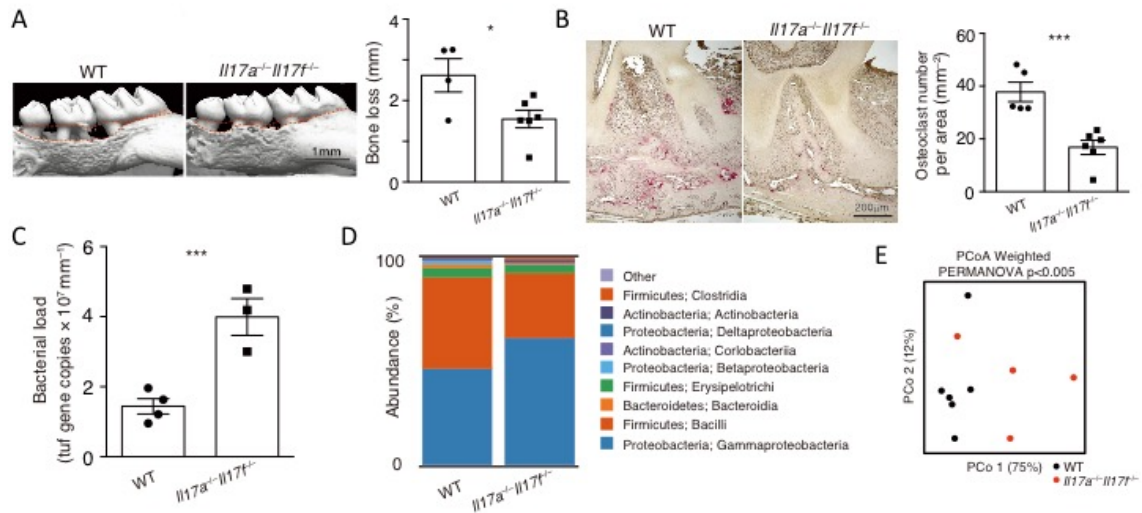 A
WT
Il17a–/–Il17f–/–
1mm
Bone loss (mm)
4
2
0
*
WT
Il17a–/–Il17f–/–
B
WT
Il17a–/–Il17f–/–
200μm
Osteoclast number
per area (mm–2)
60
40
20
0
***
WT
Il17a–/–Il17f–/–
C
Bacterial load
(tuf gene copies × 10⁷ mm–1)
6
4
2
0
***
WT
Il17a–/–Il17f–/–
D
Abundance (%)
100
0
WT
Il17a–/–Il17f–/–
Other
Firmicutes; Clostridia
Actinobacteria; Actinobacteria
Proteobacteria; Deltaproteobacteria
Actinobacteria; Corlobacteriia
Proteobacteria; Betaproteobacteria
Firmicutes; Erysipelotrichi
Bacteroidetes; Bacteroidia
Firmicutes; Bacilli
Proteobacteria; Gammaproteobacteria
E
PCoA Weighted
PERMANOVA p<0.005
PCo 2 (12%)
PCo 1 (75%)
WT
Il17a–/–Il17f–/–